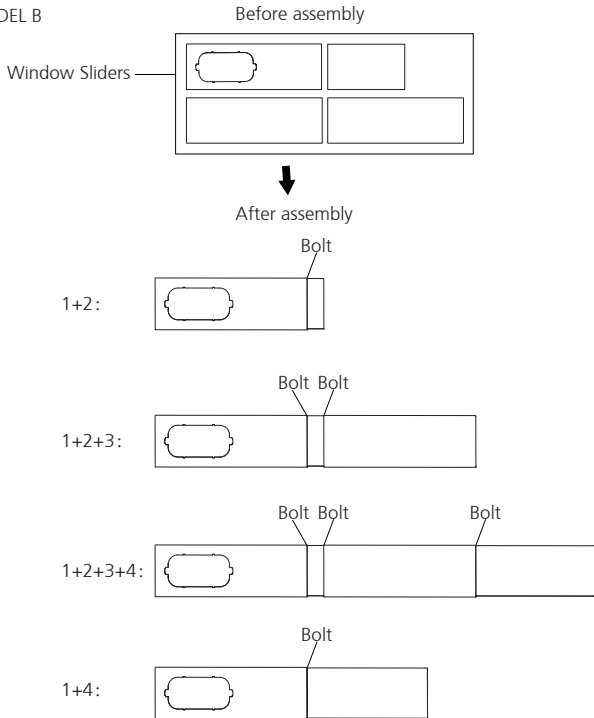 DEL B
Before assembly
Window Sliders
After assembly
Bolt
1+2:
Bolt Bolt
1+2+3:
Bolt Bolt Bolt
1+2+3+4:
Bolt
1+4: